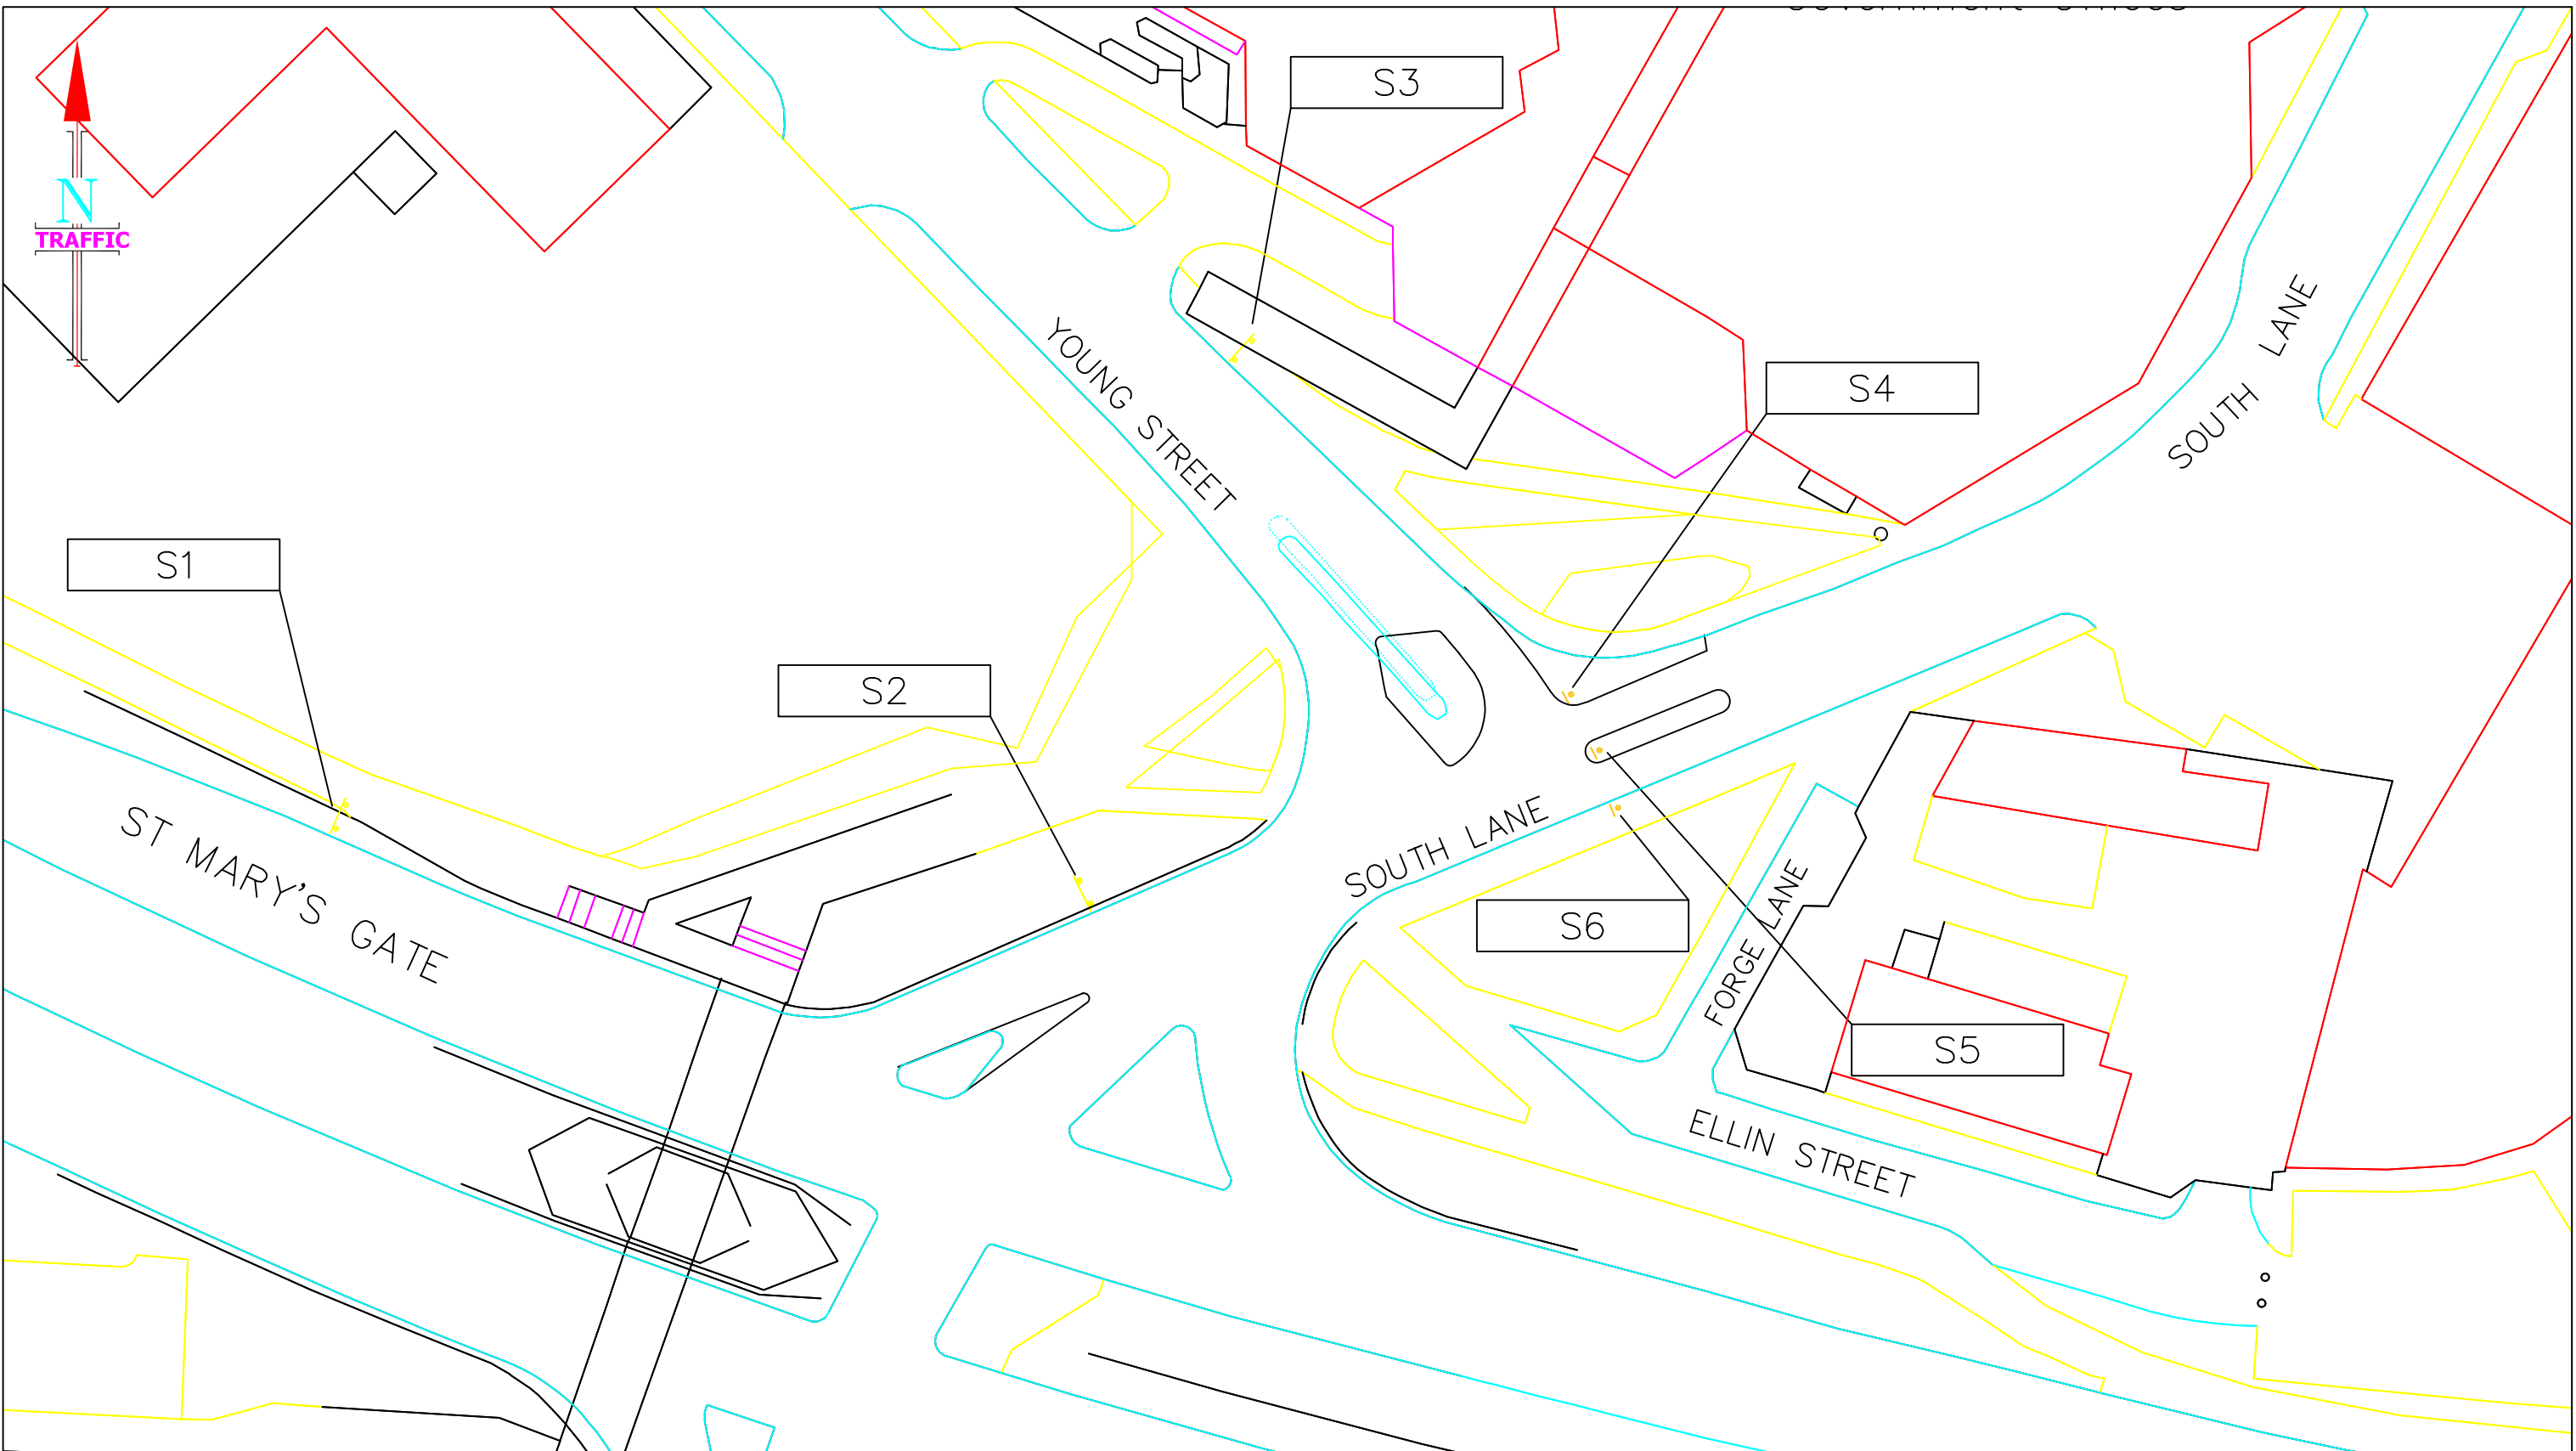 S3
N
TRAFFIC
YOUNG STREET
S4
SOUTH LANE
S1
S2
ST MARY'S GATE
SOUTH LANE
S6
FORGE LANE
S5
ELLIN STREET